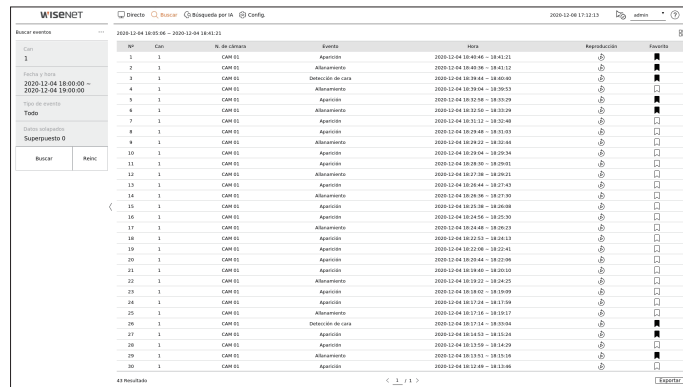 WISENET
Directo Buscar Búsqueda por IA Config.
2020-12-08 17:12:13 admin
Buscar eventos
2020-12-04 18:05:06 ~ 2020-12-04 18:41:21
Can
1
Fecha y hora
2020-12-04 18:00:00 ~
2020-12-04 19:00:00
Tipo de evento
Todo
Datos solapados
Superpuesto 0
Buscar Reinc
Nº Can N. de cámara Evento Hora Reproducción Favorito
1 1 CAM 01 Aparición 2020-12-04 18:40:46 ~ 18:41:21
2 1 CAM 01 Allanamiento 2020-12-04 18:40:36 ~ 18:41:12
3 1 CAM 01 Detección de cara 2020-12-04 18:39:44 ~ 18:40:40
4 1 CAM 01 Allanamiento 2020-12-04 18:39:04 ~ 18:39:53
5 1 CAM 01 Aparición 2020-12-04 18:32:58 ~ 18:33:29
6 1 CAM 01 Allanamiento 2020-12-04 18:32:50 ~ 18:33:29
7 1 CAM 01 Aparición 2020-12-04 18:31:12 ~ 18:32:48
8 1 CAM 01 Aparición 2020-12-04 18:29:48 ~ 18:31:03
9 1 CAM 01 Allanamiento 2020-12-04 18:29:22 ~ 18:32:44
10 1 CAM 01 Aparición 2020-12-04 18:29:04 ~ 18:29:34
11 1 CAM 01 Aparición 2020-12-04 18:28:30 ~ 18:29:01
12 1 CAM 01 Allanamiento 2020-12-04 18:27:38 ~ 18:29:21
13 1 CAM 01 Aparición 2020-12-04 18:26:44 ~ 18:27:43
14 1 CAM 01 Allanamiento 2020-12-04 18:26:36 ~ 18:27:30
15 1 CAM 01 Aparición 2020-12-04 18:25:38 ~ 18:26:09
16 1 CAM 01 Aparición 2020-12-04 18:24:56 ~ 18:25:30
17 1 CAM 01 Allanamiento 2020-12-04 18:24:48 ~ 18:26:23
18 1 CAM 01 Aparición 2020-12-04 18:22:53 ~ 18:24:13
19 1 CAM 01 Aparición 2020-12-04 18:22:08 ~ 18:22:41
20 1 CAM 01 Aparición 2020-12-04 18:20:44 ~ 18:22:06
21 1 CAM 01 Aparición 2020-12-04 18:19:40 ~ 18:20:10
22 1 CAM 01 Allanamiento 2020-12-04 18:19:22 ~ 18:24:25
23 1 CAM 01 Aparición 2020-12-04 18:18:02 ~ 18:19:09
24 1 CAM 01 Aparición 2020-12-04 18:17:24 ~ 18:17:59
25 1 CAM 01 Allanamiento 2020-12-04 18:17:16 ~ 18:19:17
26 1 CAM 01 Detección de cara 2020-12-04 18:17:14 ~ 18:33:04
27 1 CAM 01 Aparición 2020-12-04 18:14:53 ~ 18:15:24
28 1 CAM 01 Aparición 2020-12-04 18:13:59 ~ 18:14:29
29 1 CAM 01 Allanamiento 2020-12-04 18:13:51 ~ 18:15:16
30 1 CAM 01 Aparición 2020-12-04 18:12:49 ~ 18:13:46
43 Resultado < 1 / 1 > Exportar